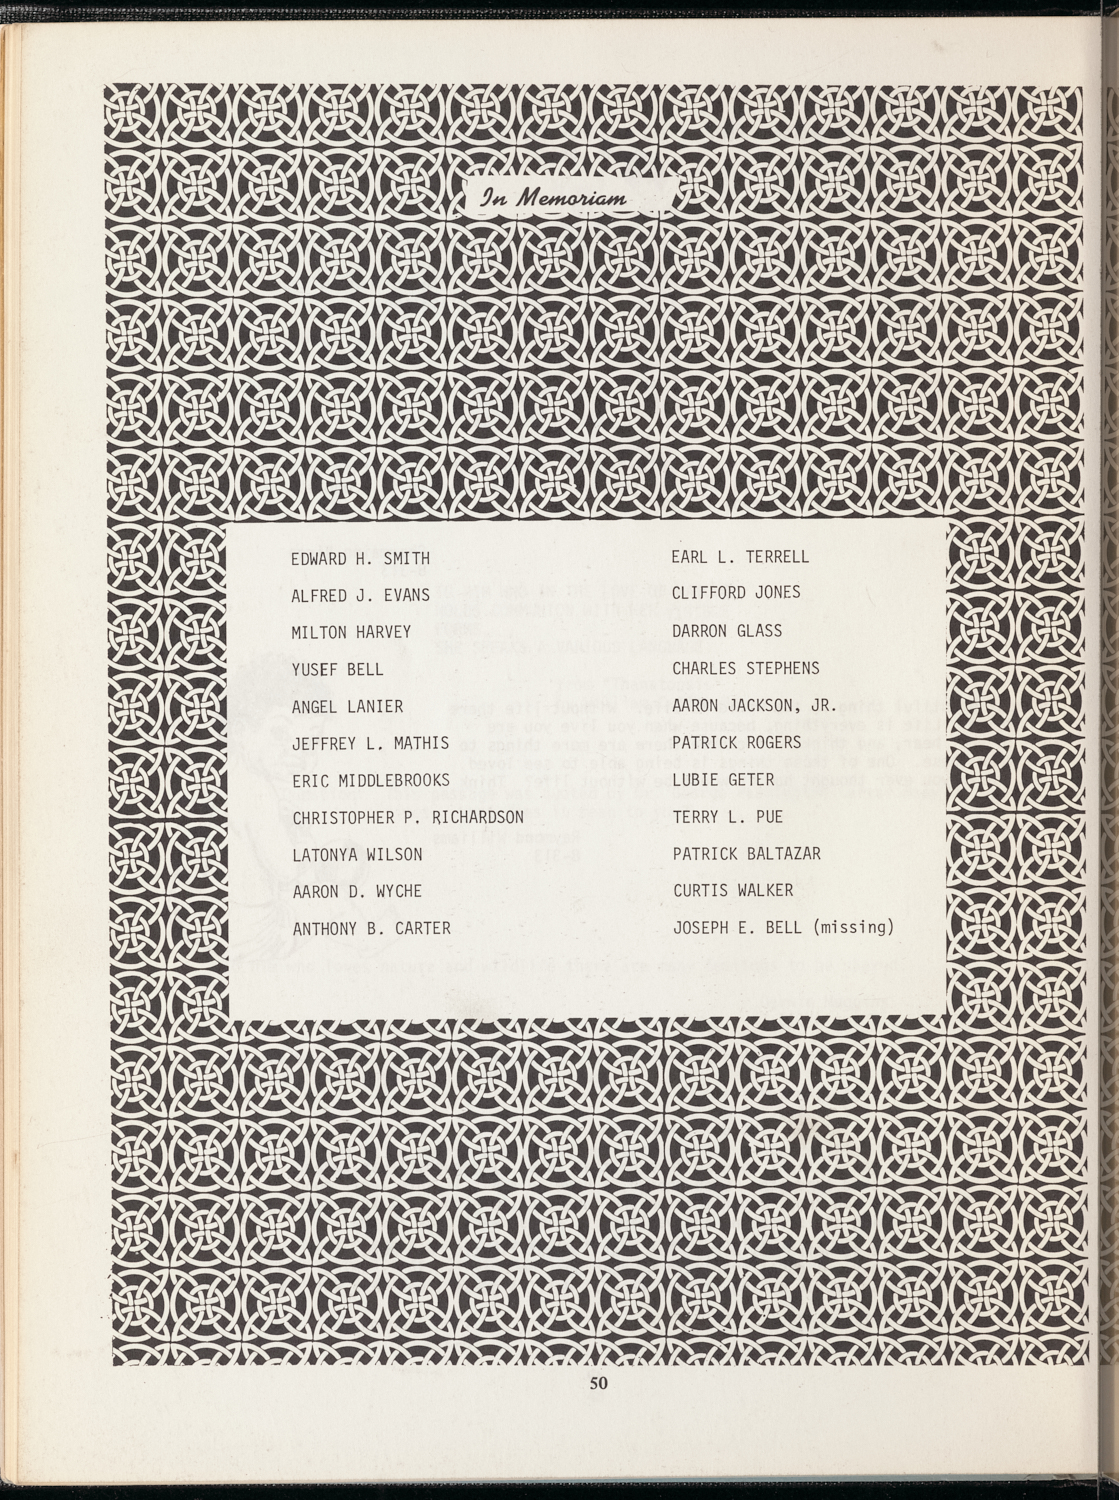 In Memoriam
EDWARD H. SMITH
ALFRED J. EVANS
MILTON HARVEY
YUSEF BELL
ANGEL LANIER
JEFFREY L. MATHIS
ERIC MIDDLEBROOKS
CHRISTOPHER P. RICHARDSON
LATONYA WILSON
AARON D. WYCHE
ANTHONY B. CARTER
EARL L. TERRELL
CLIFFORD JONES
DARRON GLASS
CHARLES STEPHENS
AARON JACKSON, JR.
PATRICK ROGERS
LUBIE GETER
TERRY L. PUE
PATRICK BALTAZAR
CURTIS WALKER
JOSEPH E. BELL (missing)
50